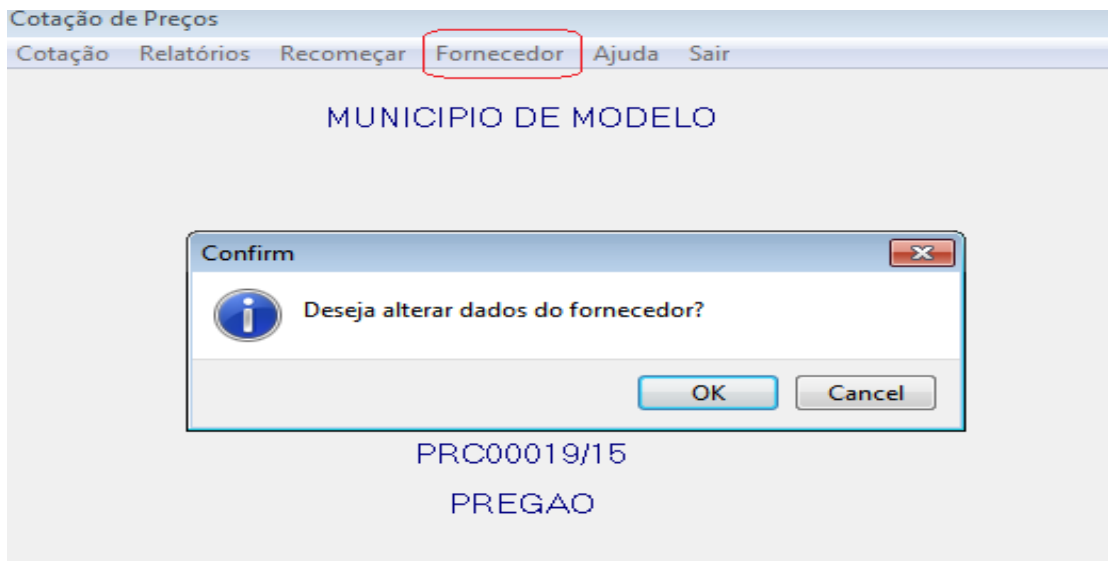 Cotação de Preços
Cotação Relatórios Recomeçar Fornecedor Ajuda Sair
MUNICIPIO DE MODELO
Confirm
Deseja alterar dados do fornecedor?
OK Cancel
PRC00019/15
PREGAO